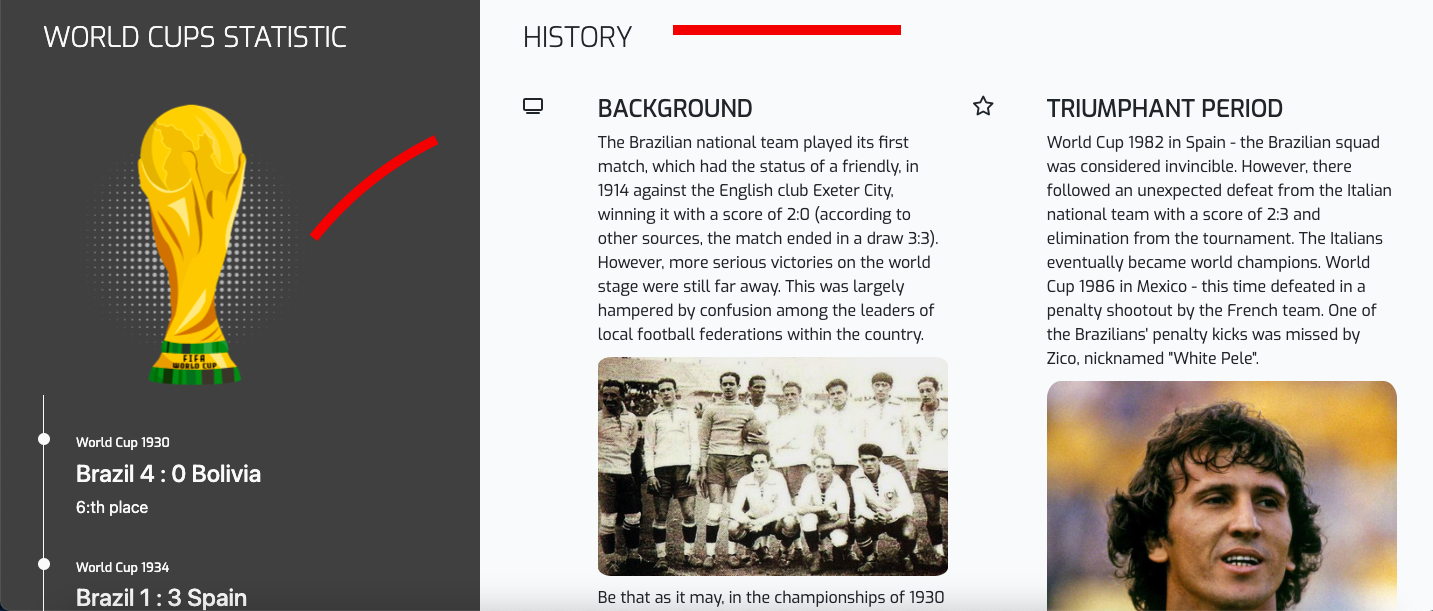 WORLD CUPS STATISTIC
FIFA
WORLD CUP
World Cup 1930
Brazil 4 : 0 Bolivia
6:th place
World Cup 1934
Brazil 1 : 3 Spain
HISTORY
BACKGROUND
The Brazilian national team played its first
match, which had the status of a friendly, in
1914 against the English club Exeter City,
winning it with a score of 2:0 (according to
other sources, the match ended in a draw 3:3).
However, more serious victories on the world
stage were still far away. This was largely
hampered by confusion among the leaders of
local football federations within the country.
Be that as it may, in the championships of 1930
TRIUMPHANT PERIOD
World Cup 1982 in Spain - the Brazilian squad
was considered invincible. However, there
followed an unexpected defeat from the Italian
national team with a score of 2:3 and
elimination from the tournament. The Italians
eventually became world champions. World
Cup 1986 in Mexico - this time defeated in a
penalty shootout by the French team. One of
the Brazilians' penalty kicks was missed by
Zico, nicknamed "White Pele".